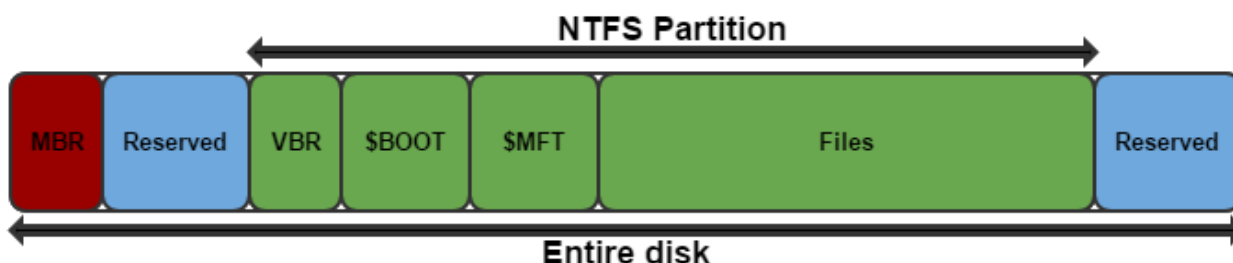 NTFS Partition
MBR Reserved VBR $BOOT $MFT Files Reserved
Entire disk